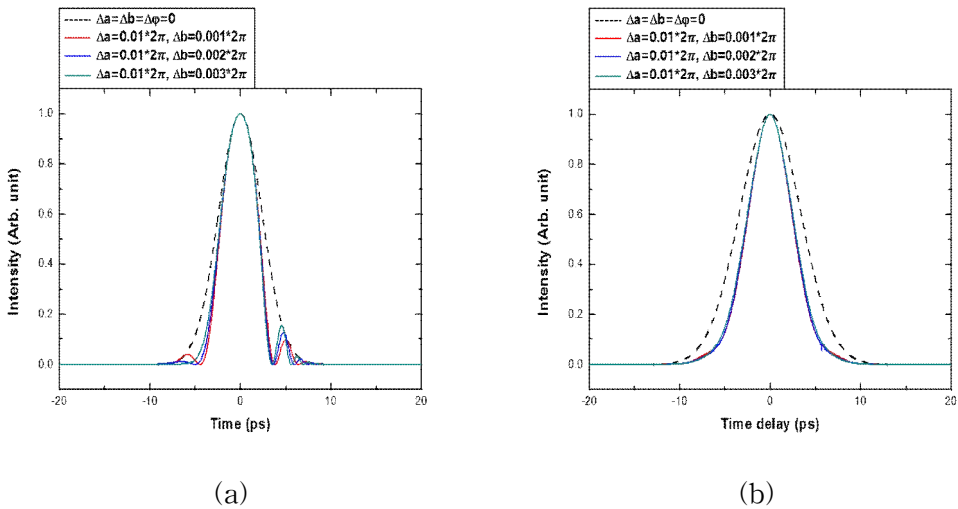 Δa=Δb=Δφ=0
Δa=0.01*2π, Δb=0.001*2π
Δa=0.01*2π, Δb=0.002*2π
Δa=0.01*2π, Δb=0.003*2π
1.0
0.8
0.6
0.4
0.2
0.0
Intensity (Arb. unit)
-20
-10
0
10
20
Time (ps)
(a)
Δa=Δb=Δφ=0
Δa=0.01*2π, Δb=0.001*2π
Δa=0.01*2π, Δb=0.002*2π
Δa=0.01*2π, Δb=0.003*2π
1.0
0.8
0.6
0.4
0.2
0.0
Intensity (Arb. unit)
-20
-10
0
10
20
Time delay (ps)
(b)